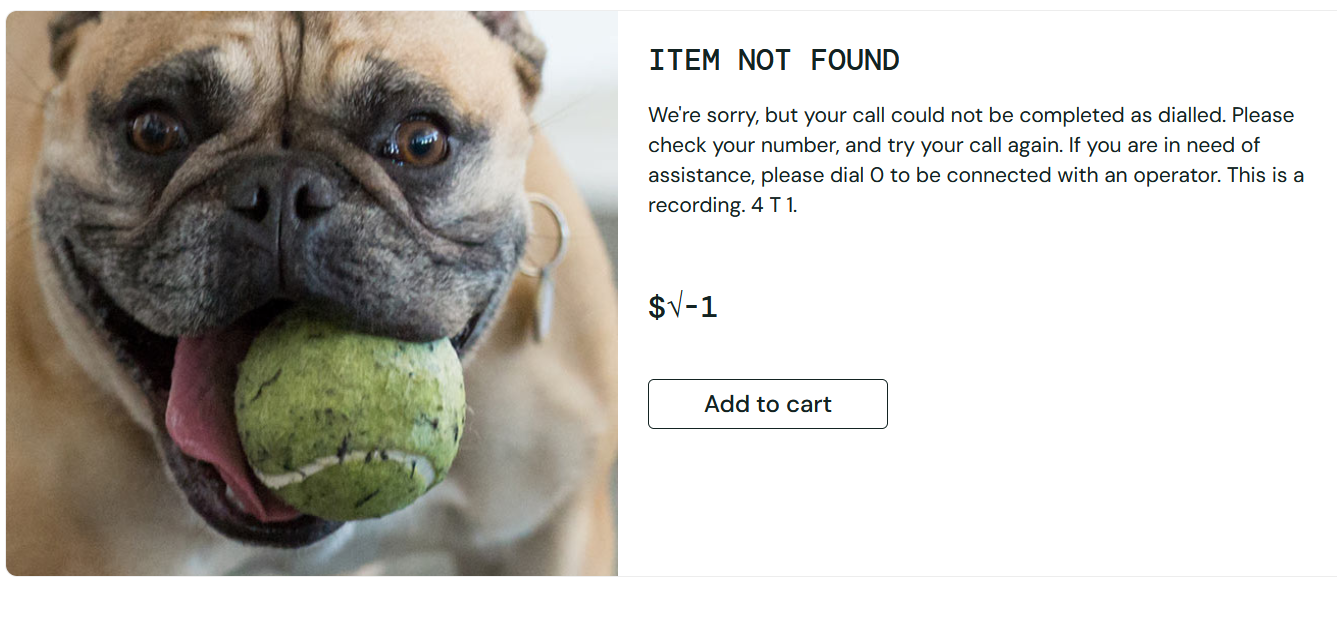 ITEM NOT FOUND
We're sorry, but your call could not be completed as dialled. Please
check your number, and try your call again. If you are in need of
assistance, please dial 0 to be connected with an operator. This is a
recording. 4 T 1.
$√-1
Add to cart